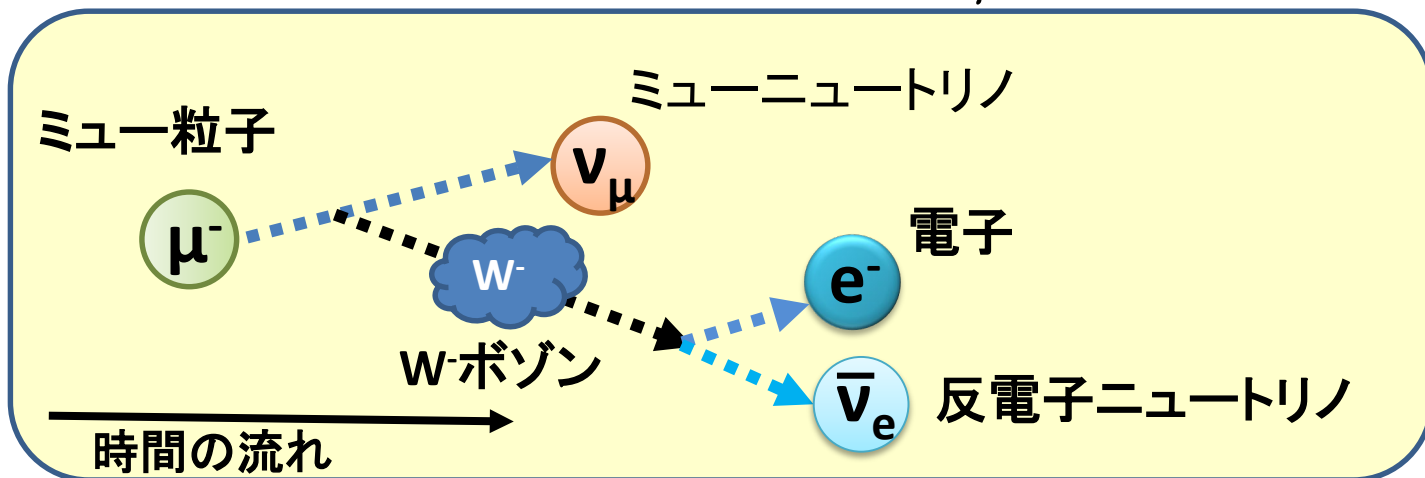 ミューニュートリノ
ミュー粒子
νμ
μ-
電子
W-
e-
W-ボゾン
ν̅e
反電子ニュートリノ
時間の流れ